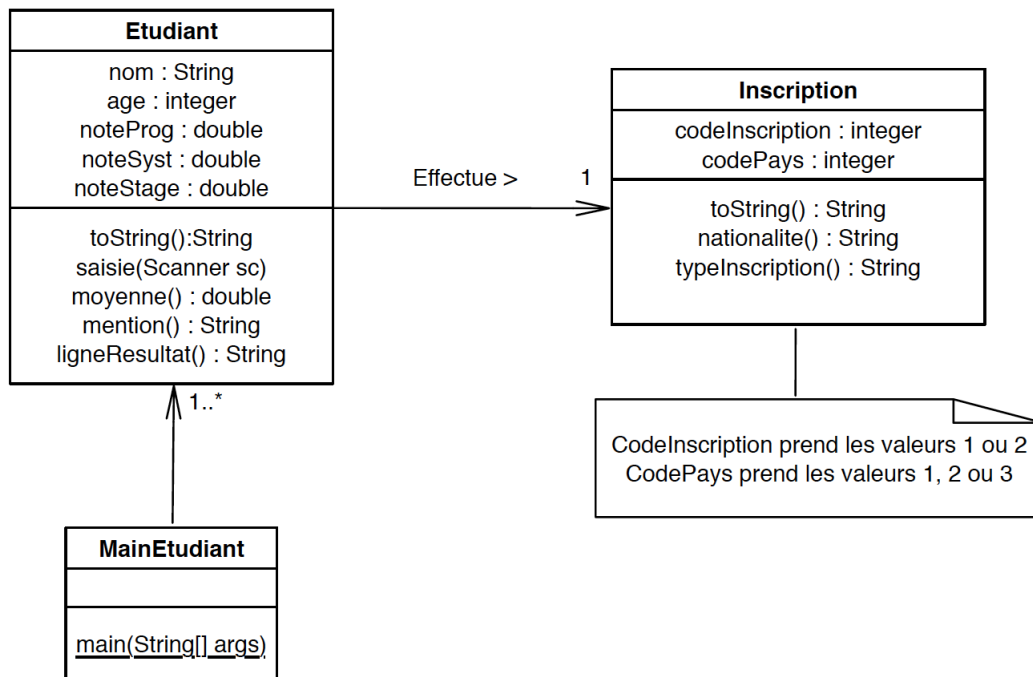 Etudiant
nom : String
age : integer
noteProg : double
noteSyst : double
noteStage : double
toString():String
saisie(Scanner sc)
moyenne() : double
mention() : String
ligneResultat() : String
Effectue >
1
Inscription
codeInscription : integer
codePays : integer
toString() : String
nationalite() : String
typeInscription() : String
CodeInscription prend les valeurs 1 ou 2
CodePays prend les valeurs 1, 2 ou 3
1..*
MainEtudiant
main(String[] args)